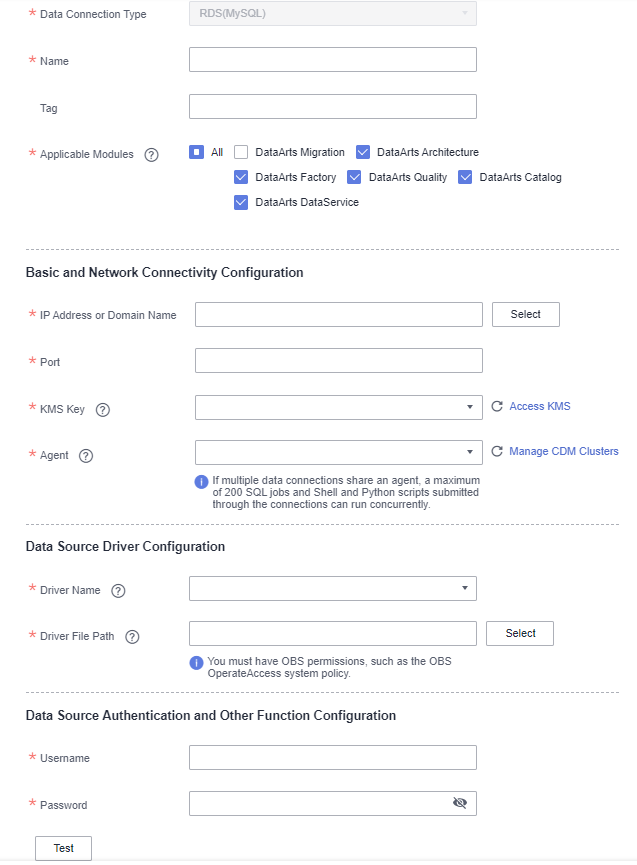 * Data Connection Type RDS(MySQL)
* Name
Tag
* Applicable Modules ? All DataArts Migration DataArts Architecture
DataArts Factory DataArts Quality DataArts Catalog
DataArts DataService
Basic and Network Connectivity Configuration
* IP Address or Domain Name Select
* Port
* KMS Key ? Access KMS
* Agent ? Manage CDM Clusters
i If multiple data connections share an agent, a maximum
of 200 SQL jobs and Shell and Python scripts submitted
through the connections can run concurrently.
Data Source Driver Configuration
* Driver Name ?
* Driver File Path ? Select
i You must have OBS permissions, such as the OBS
OperateAccess system policy.
Data Source Authentication and Other Function Configuration
* Username
* Password
Test